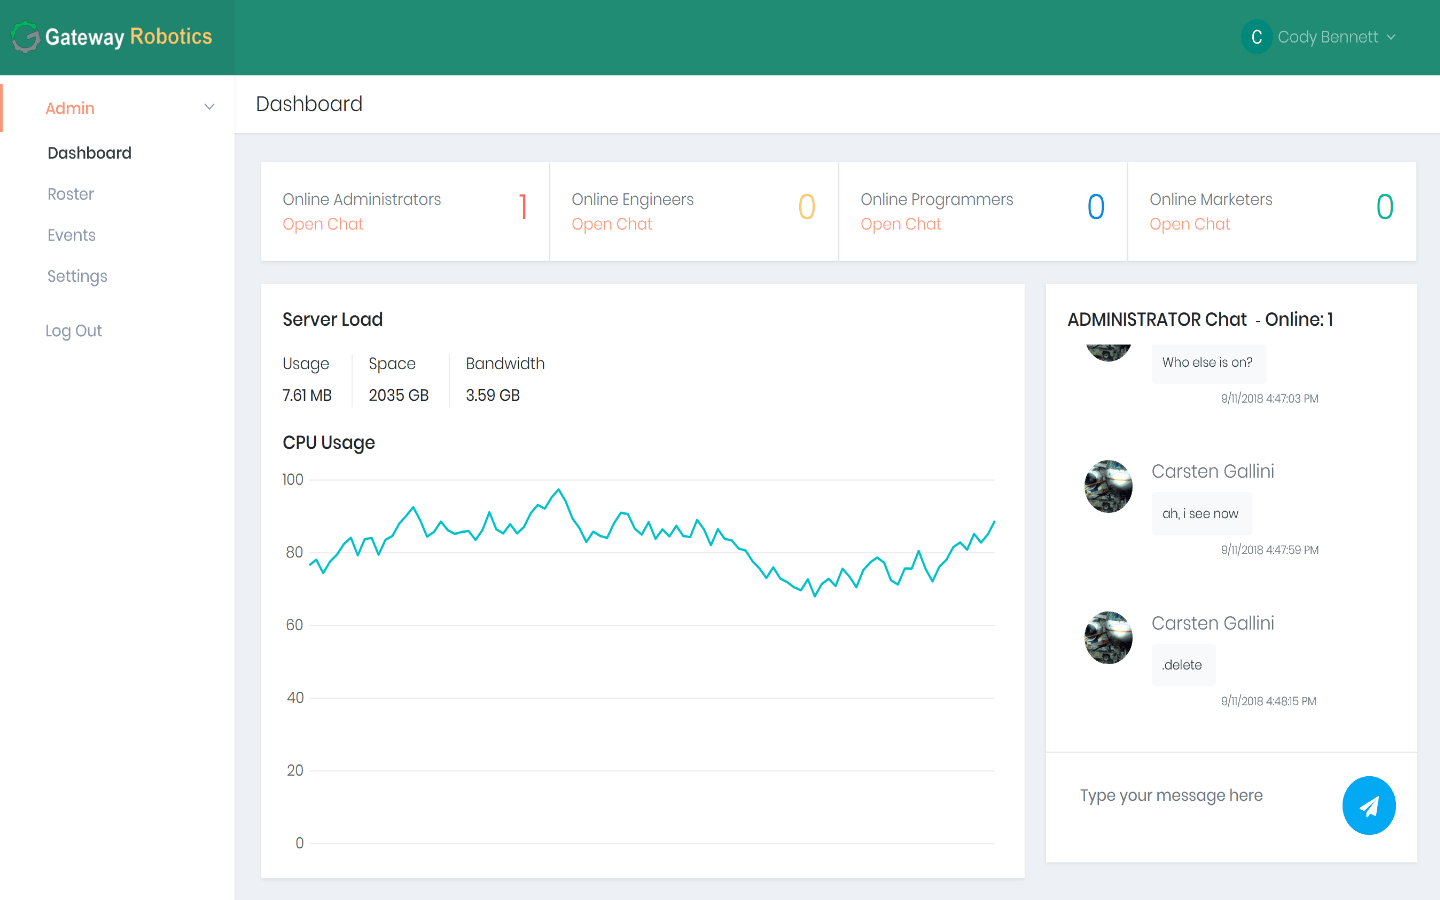 Gateway Robotics
C Cody Bennett
Admin
Dashboard
Roster
Events
Settings
Log Out
Dashboard
Online Administrators 1
Open Chat
Online Engineers 0
Open Chat
Online Programmers 0
Open Chat
Online Marketers 0
Open Chat
Server Load
Usage Space Bandwidth
7.61 MB 2035 GB 3.59 GB
CPU Usage
100
80
60
40
20
0
ADMINISTRATOR Chat - Online: 1
Who else is on?
9/11/2018 4:47:03 PM
Carsten Gallini
ah, i see now
9/11/2018 4:47:59 PM
Carsten Gallini
.delete
9/11/2018 4:48:15 PM
Type your message here